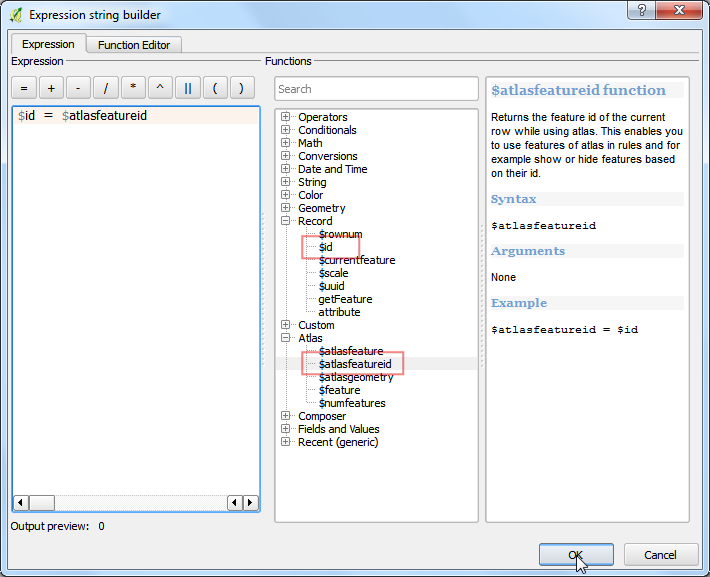 Expression string builder
?
X
Expression
Function Editor
Expression
= + - / * ^ || ( )
$id = $atlasfeatureid
Output preview: 0
Functions
Search
Operators
Conditionals
Math
Conversions
Date and Time
String
Color
Geometry
Record
$rownum
$id
$currentfeature
$scale
$uuid
getFeature
attribute
Custom
Atlas
$atlasfeature
$atlasfeatureid
$atlasgeometry
$feature
$numfeatures
Composer
Fields and Values
Recent (generic)
$atlasfeatureid function
Returns the feature id of the current
row while using atlas. This enables you
to use features of atlas in rules and for
example show or hide features based
on their id.
Syntax
$atlasfeatureid
Arguments
None
Example
$atlasfeatureid = $id
OK
Cancel